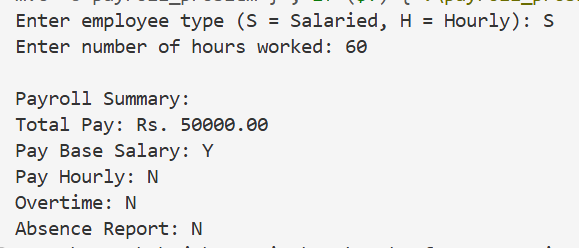 Enter employee type (S = Salaried, H = Hourly): S
Enter number of hours worked: 60
Payroll Summary:
Total Pay: Rs. 50000.00
Pay Base Salary: Y
Pay Hourly: N
Overtime: N
Absence Report: N